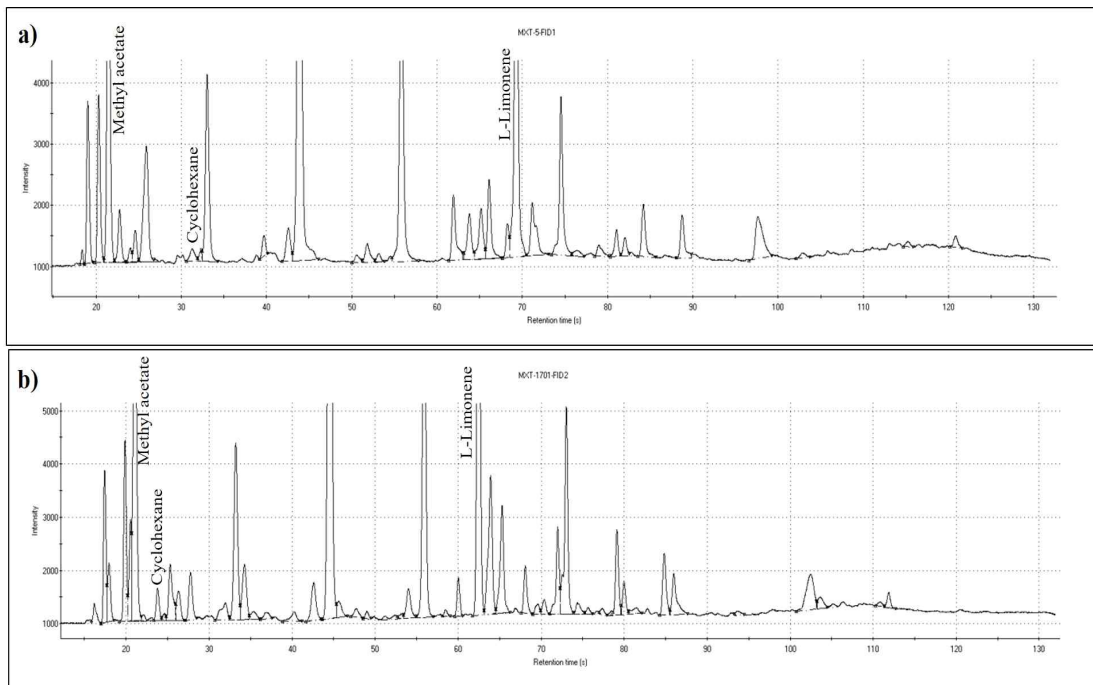 a)
MXT-5-FID1
Methyl acetate
Cyclohexane
L-Limonene
Intensity
4000
3000
2000
1000
20 30 40 50 60 70 80 90 100 110 120 130
Retention time (s)
b)
MXT-1701-FID2
Methyl acetate
Cyclohexane
L-Limonene
Intensity
5000
4000
3000
2000
1000
20 30 40 50 60 70 80 90 100 110 120 130
Retention time (s)